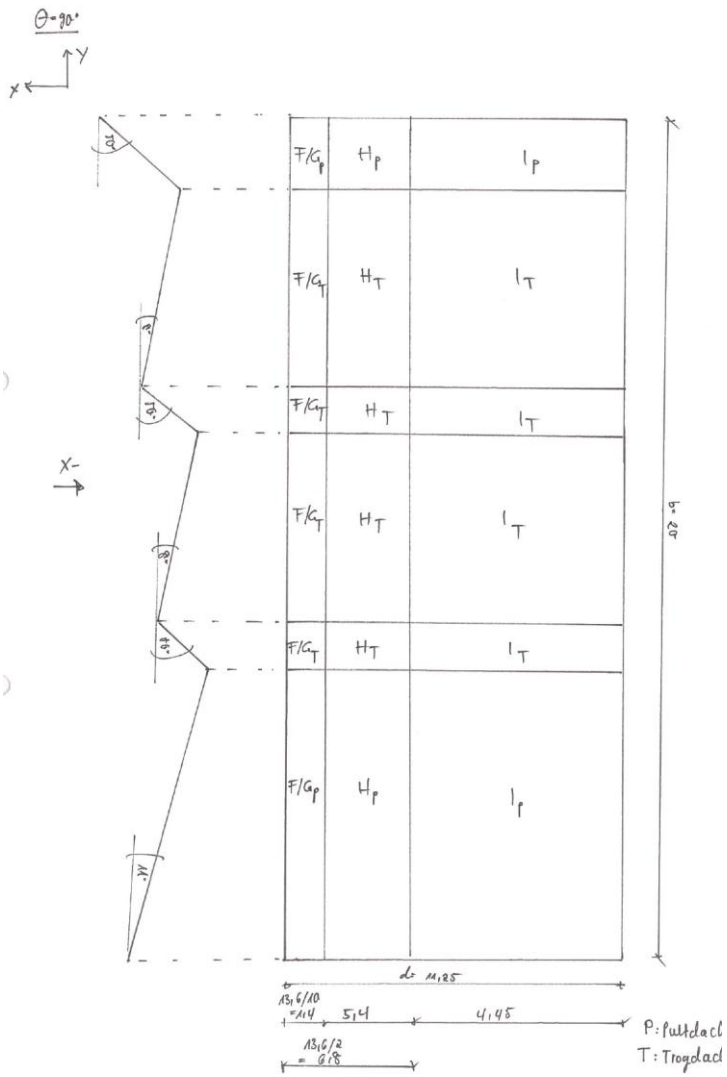 Θ=90°
Y
X
F/Gp Hp Ip
F/GT HT IT
F/GT HT IT
X-
F/GT HT IT
8°
F/GT HT IT
F/Gp Hp Ip
11°
b=20
d= 11,25
13,6/10
=1,4 5,4 4,45
13,6/2
= 6,8
P: Pultdach
T: Trogdach